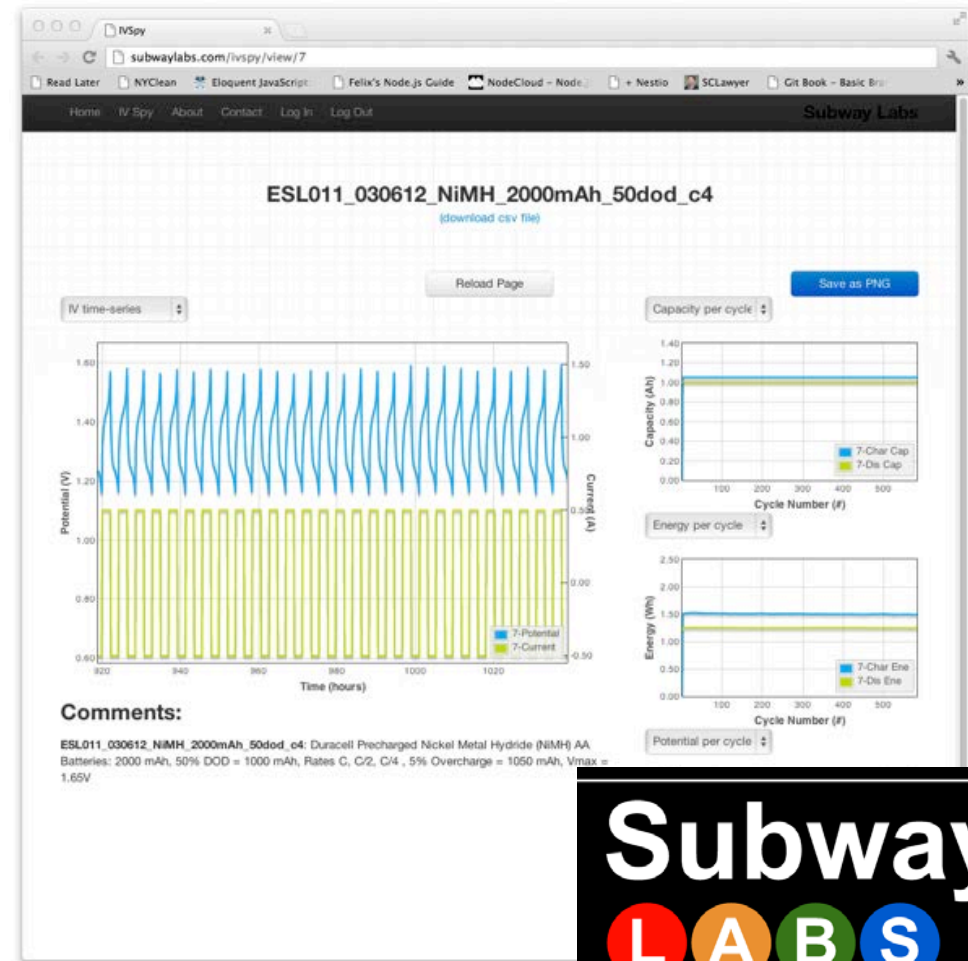 IVSpy
subwaylabs.com/ivspy/view/7
Read Later NYClean Eloquent JavaScript Felix's Node.js Guide NodeCloud - Node.j + Nestio SCLawyer Git Book - Basic Bra »
Home IV Spy About Contact Log In Log Out Subway Labs
ESL011_030612_NiMH_2000mAh_50dod_c4
(download csv file)
Reload Page
Save as PNG
IV time-series
Capacity per cycle
1.60
1.40
1.20
1.00
0.80
0.60
Potential (V)
1.50
1.00
0.50
0.00
-0.50
Current (A)
7-Potential
7-Current
920 940 960 980 1000 1020
Time (hours)
1.40
1.20
1.00
0.80
0.60
0.40
0.20
0.00
Capacity (Ah)
7-Char Cap
7-Dis Cap
100 200 300 400 500
Cycle Number (#)
Energy per cycle
2.50
2.00
1.50
1.00
0.50
0.00
Energy (Wh)
7-Char Ene
7-Dis Ene
100 200 300 400 500
Cycle Number (#)
Potential per cycle
Comments:
ESL011_030612_NiMH_2000mAh_50dod_c4: Duracell Precharged Nickel Metal Hydride (NiMH) AA
Batteries: 2000 mAh, 50% DOD = 1000 mAh, Rates C, C/2, C/4 , 5% Overcharge = 1050 mAh, Vmax =
1.65V
Subway
LABS